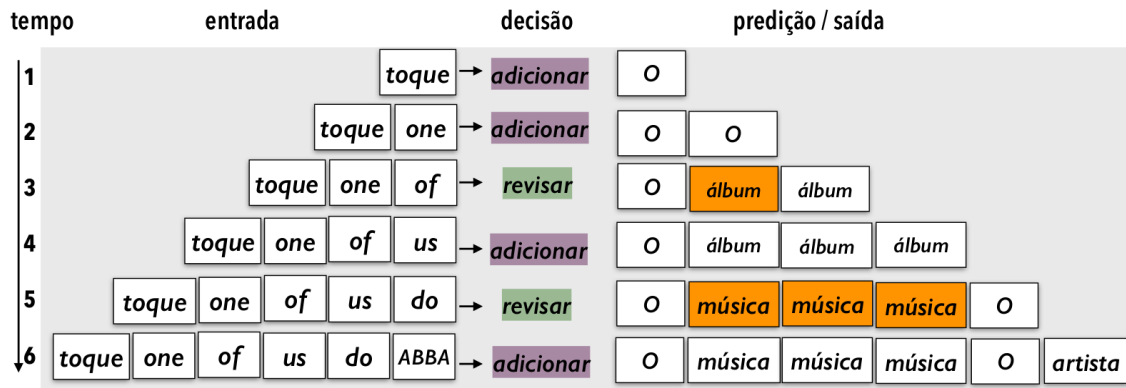 tempo entrada decisão predição / saída
1 toque adicionar O
2 toque one adicionar O O
3 toque one of revisar O álbum álbum
4 toque one of us adicionar O álbum álbum álbum
5 toque one of us do revisar O música música música O
6 toque one of us do ABBA adicionar O música música música O artista